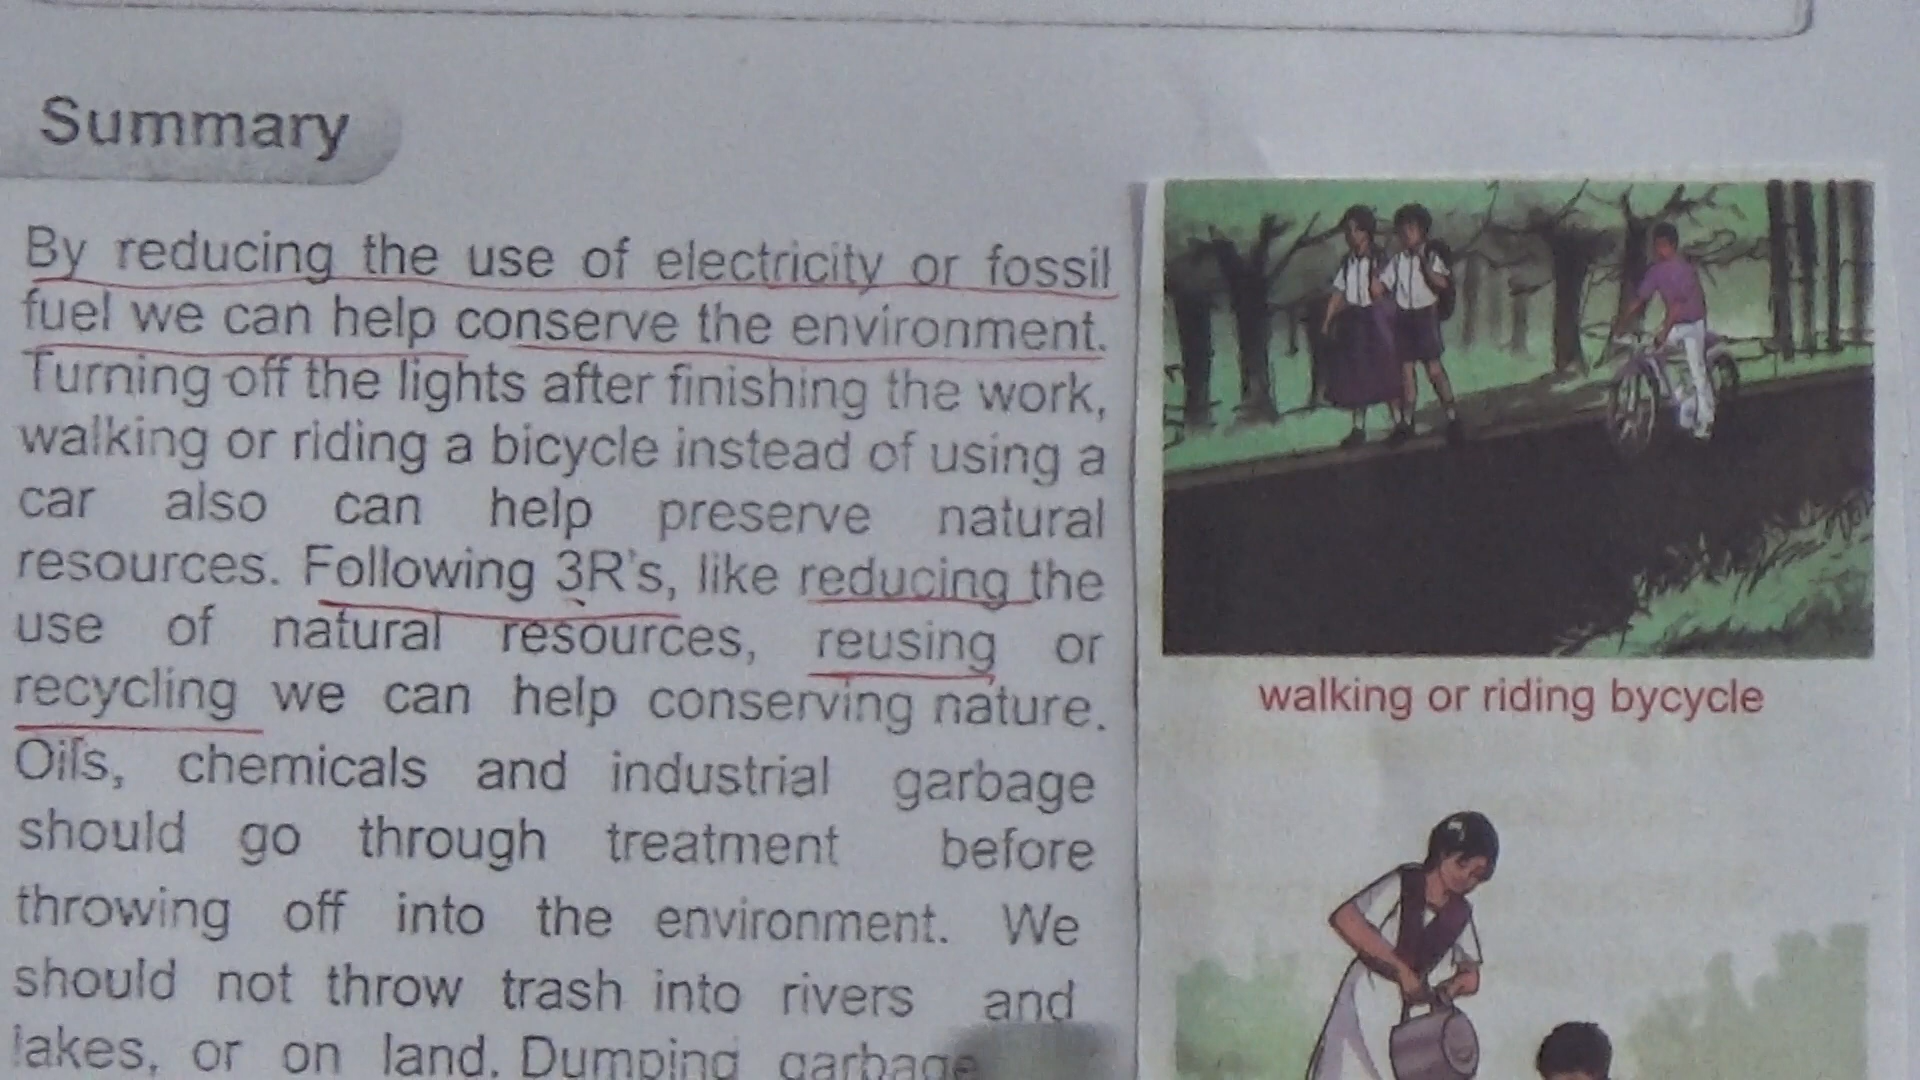 Summary
By reducing the use of electricity or fossil
fuel we can help conserve the environment.
Turning off the lights after finishing the work,
walking or riding a bicycle instead of using a
car also can help preserve natural
resources. Following 3R's, like reducing the
use of natural resources, reusing or
recycling we can help conserving nature.
Oils, chemicals and industrial garbage
should go through treatment before
throwing off into the environment. We
should not throw trash into rivers and
lakes, or on land. Dumping garbage
walking or riding bycycle